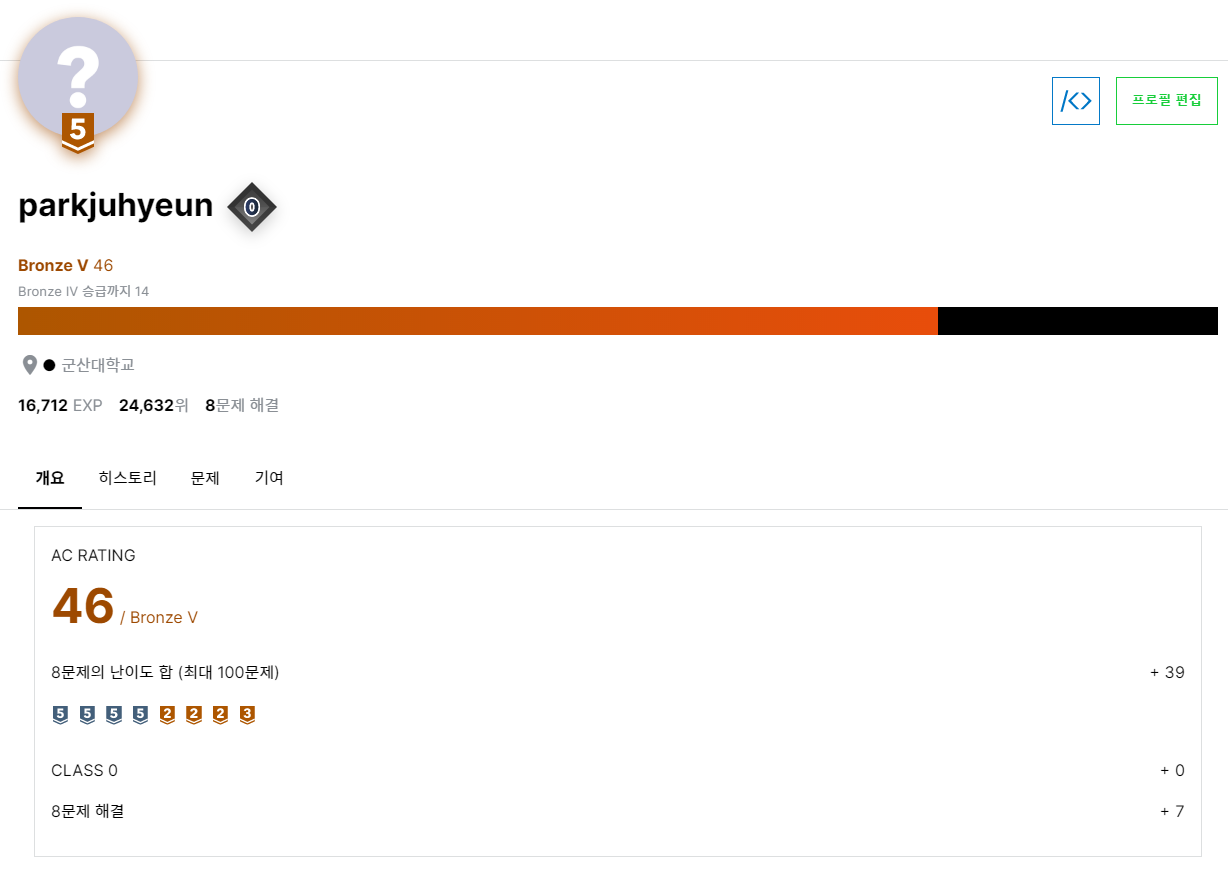 ?
5
/<>
프로필 편집
parkjuhyeun
0
Bronze V 46
Bronze IV 승급까지 14
군산대학교
16,712 EXP 24,632위 8문제 해결
개요 히스토리 문제 기여
AC RATING
46 / Bronze V
8문제의 난이도 합 (최대 100문제) + 39
5 5 5 5 2 2 2 3
CLASS 0 + 0
8문제 해결 + 7